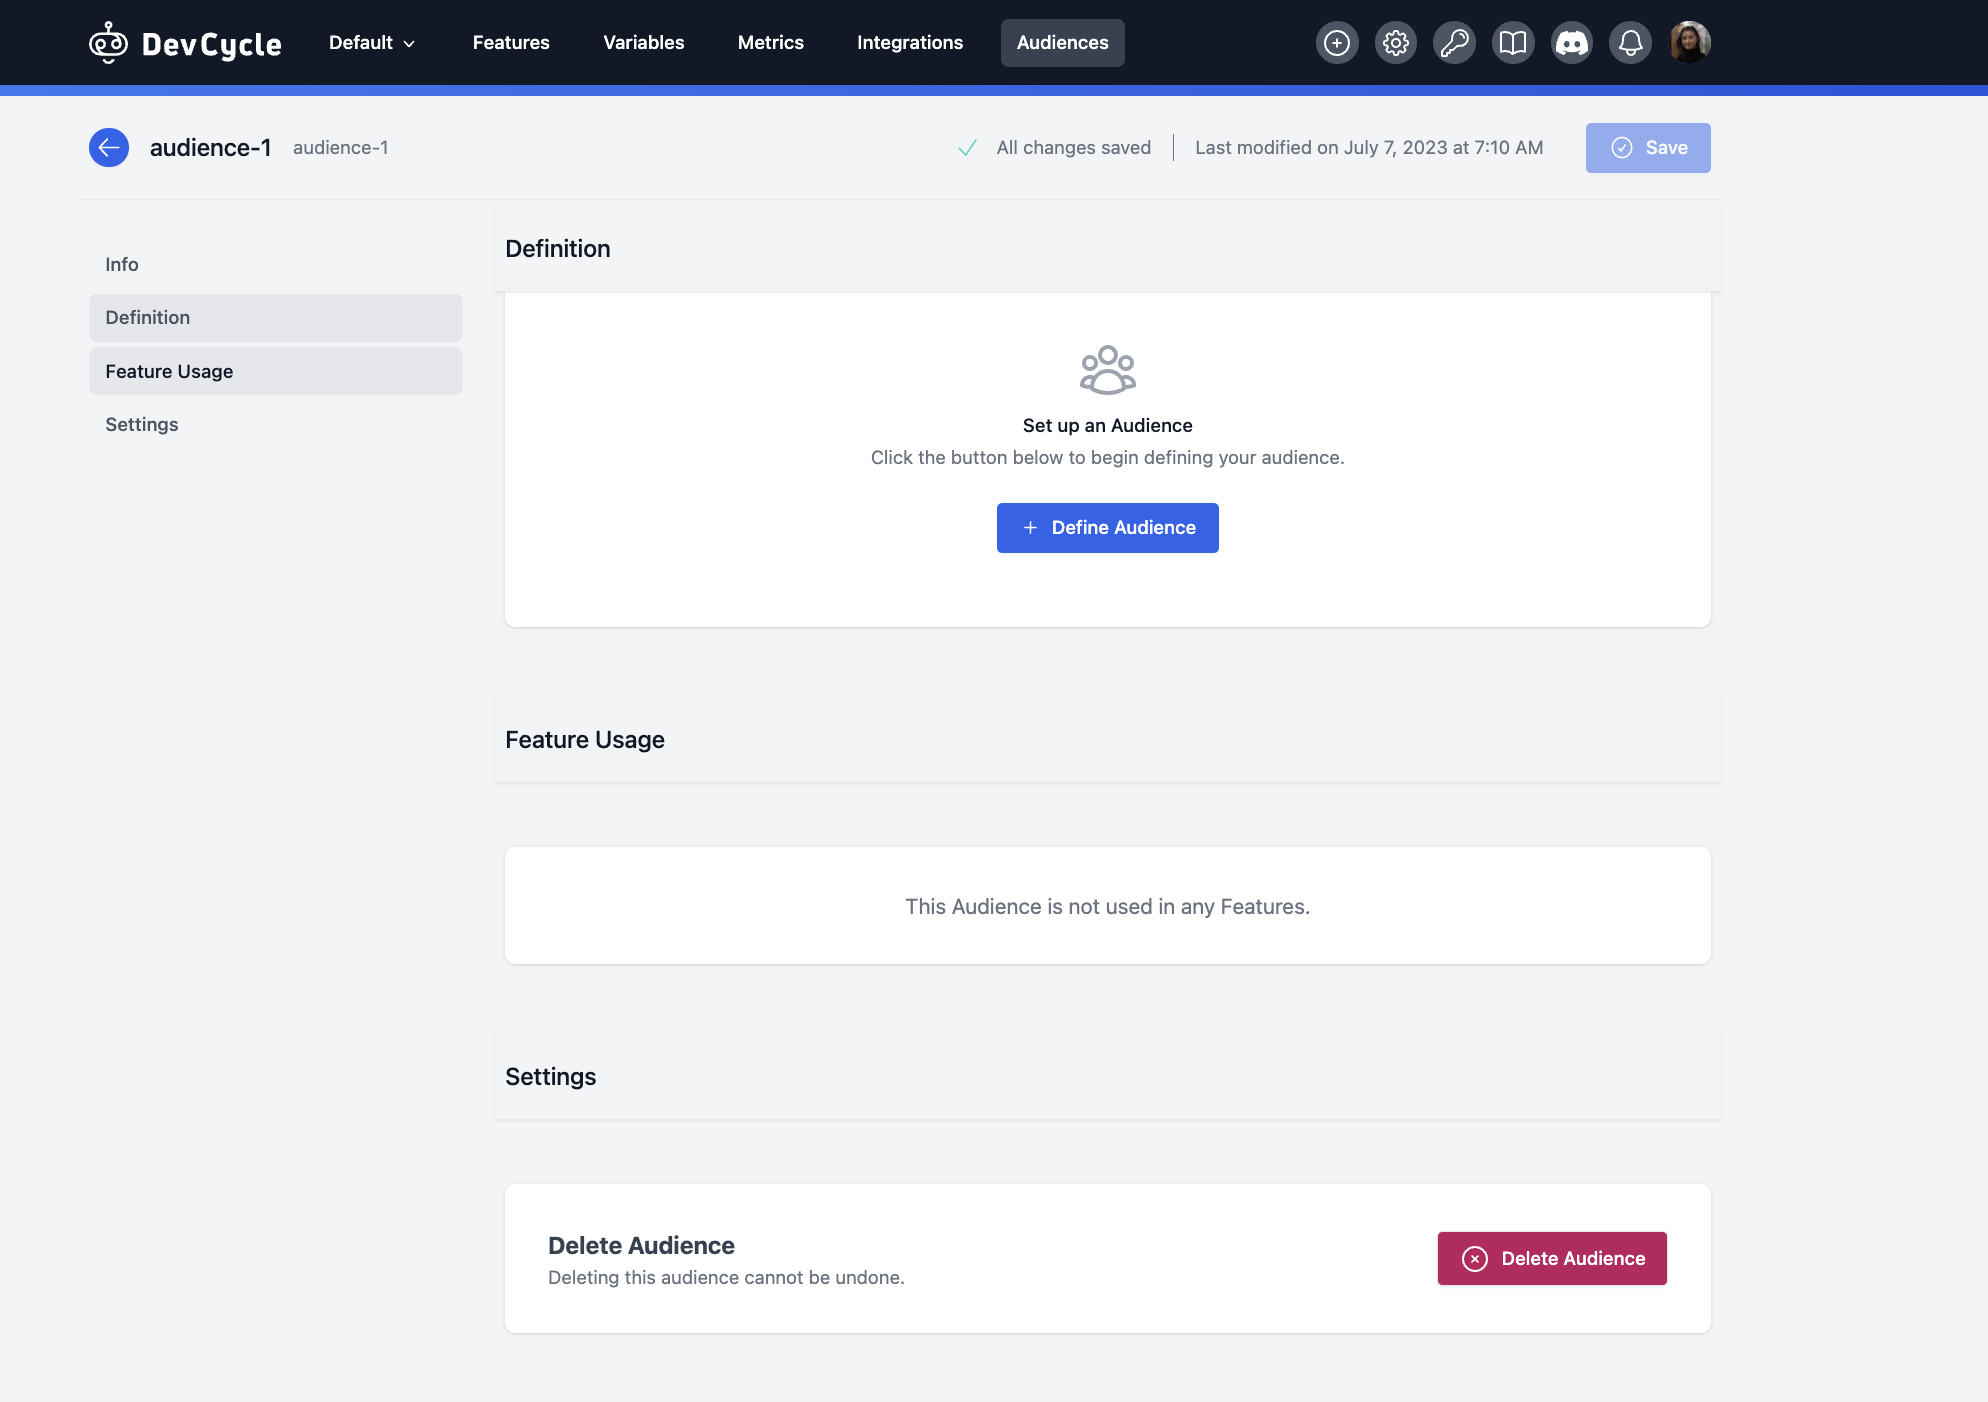 DevCycle Default Features Variables Metrics Integrations Audiences
audience-1 audience-1 All changes saved Last modified on July 7, 2023 at 7:10 AM Save
Info
Definition
Feature Usage
Settings
Definition
Set up an Audience
Click the button below to begin defining your audience.
+ Define Audience
Feature Usage
This Audience is not used in any Features.
Settings
Delete Audience
Deleting this audience cannot be undone.
Delete Audience